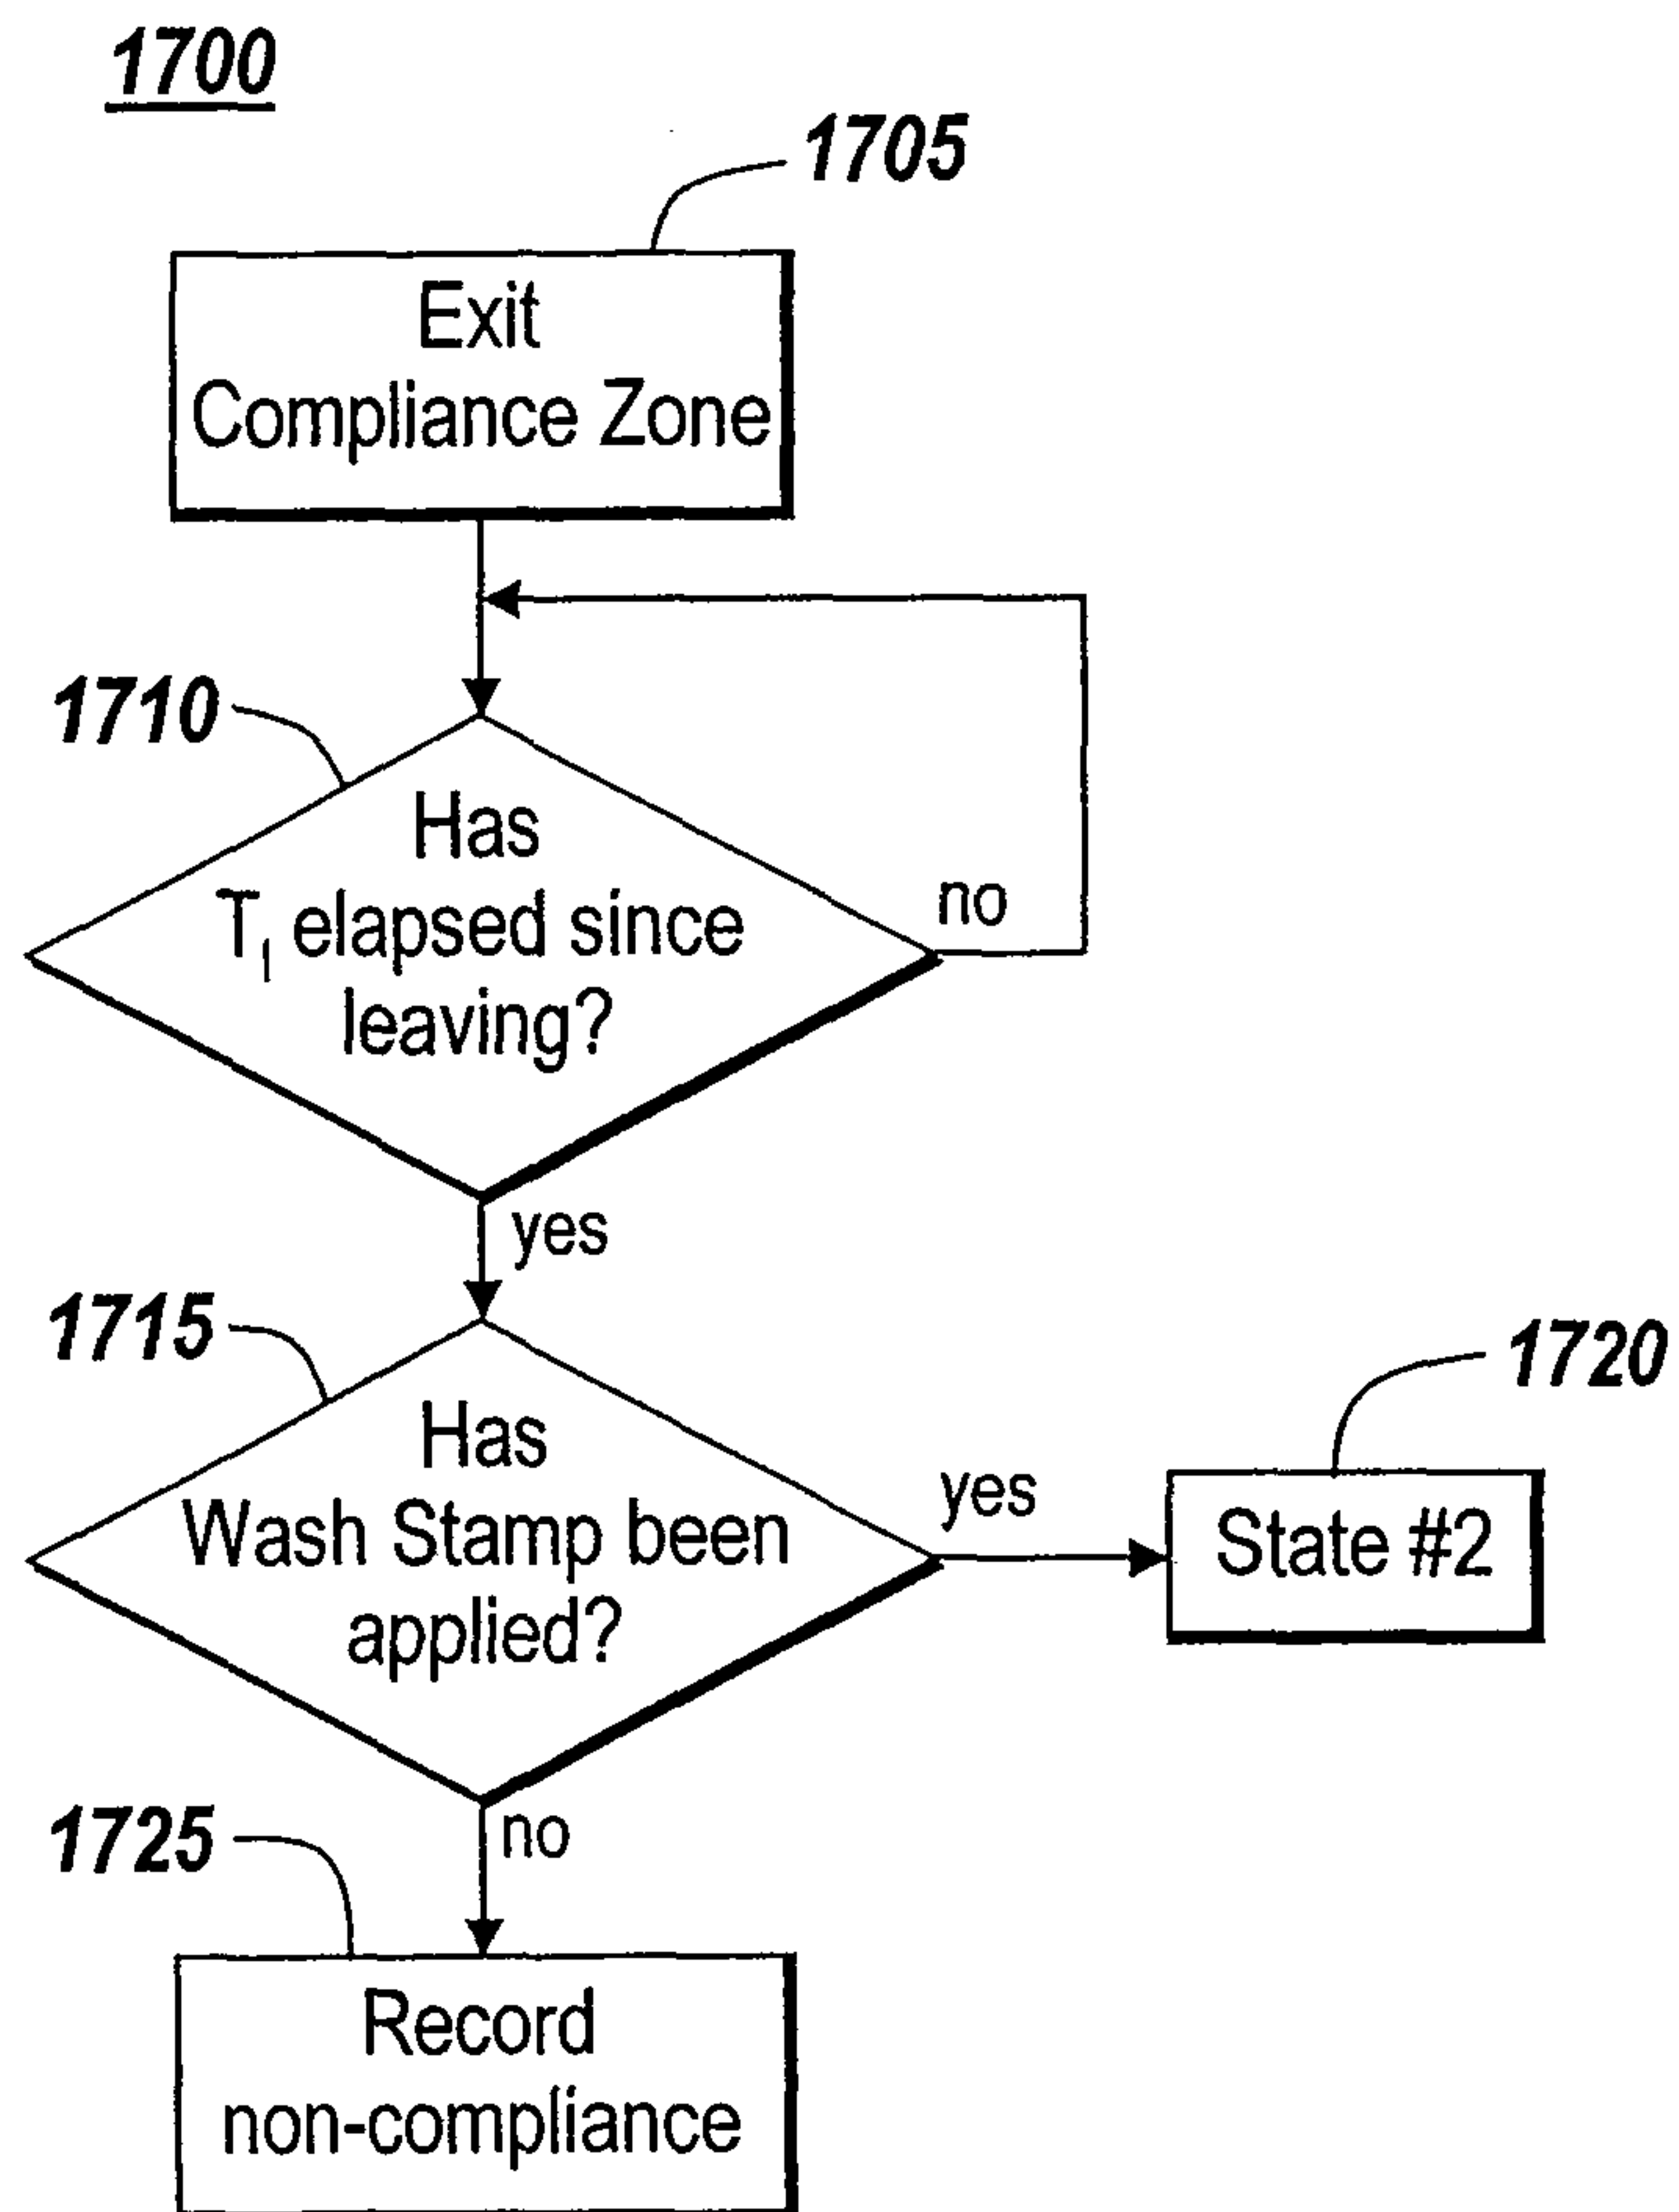 1700
1705
Exit
Compliance Zone
1710
Has
T₁ elapsed since
leaving?
no
yes
1715
Has
Wash Stamp been
applied?
yes
1720
State #2
no
1725
Record
non-compliance